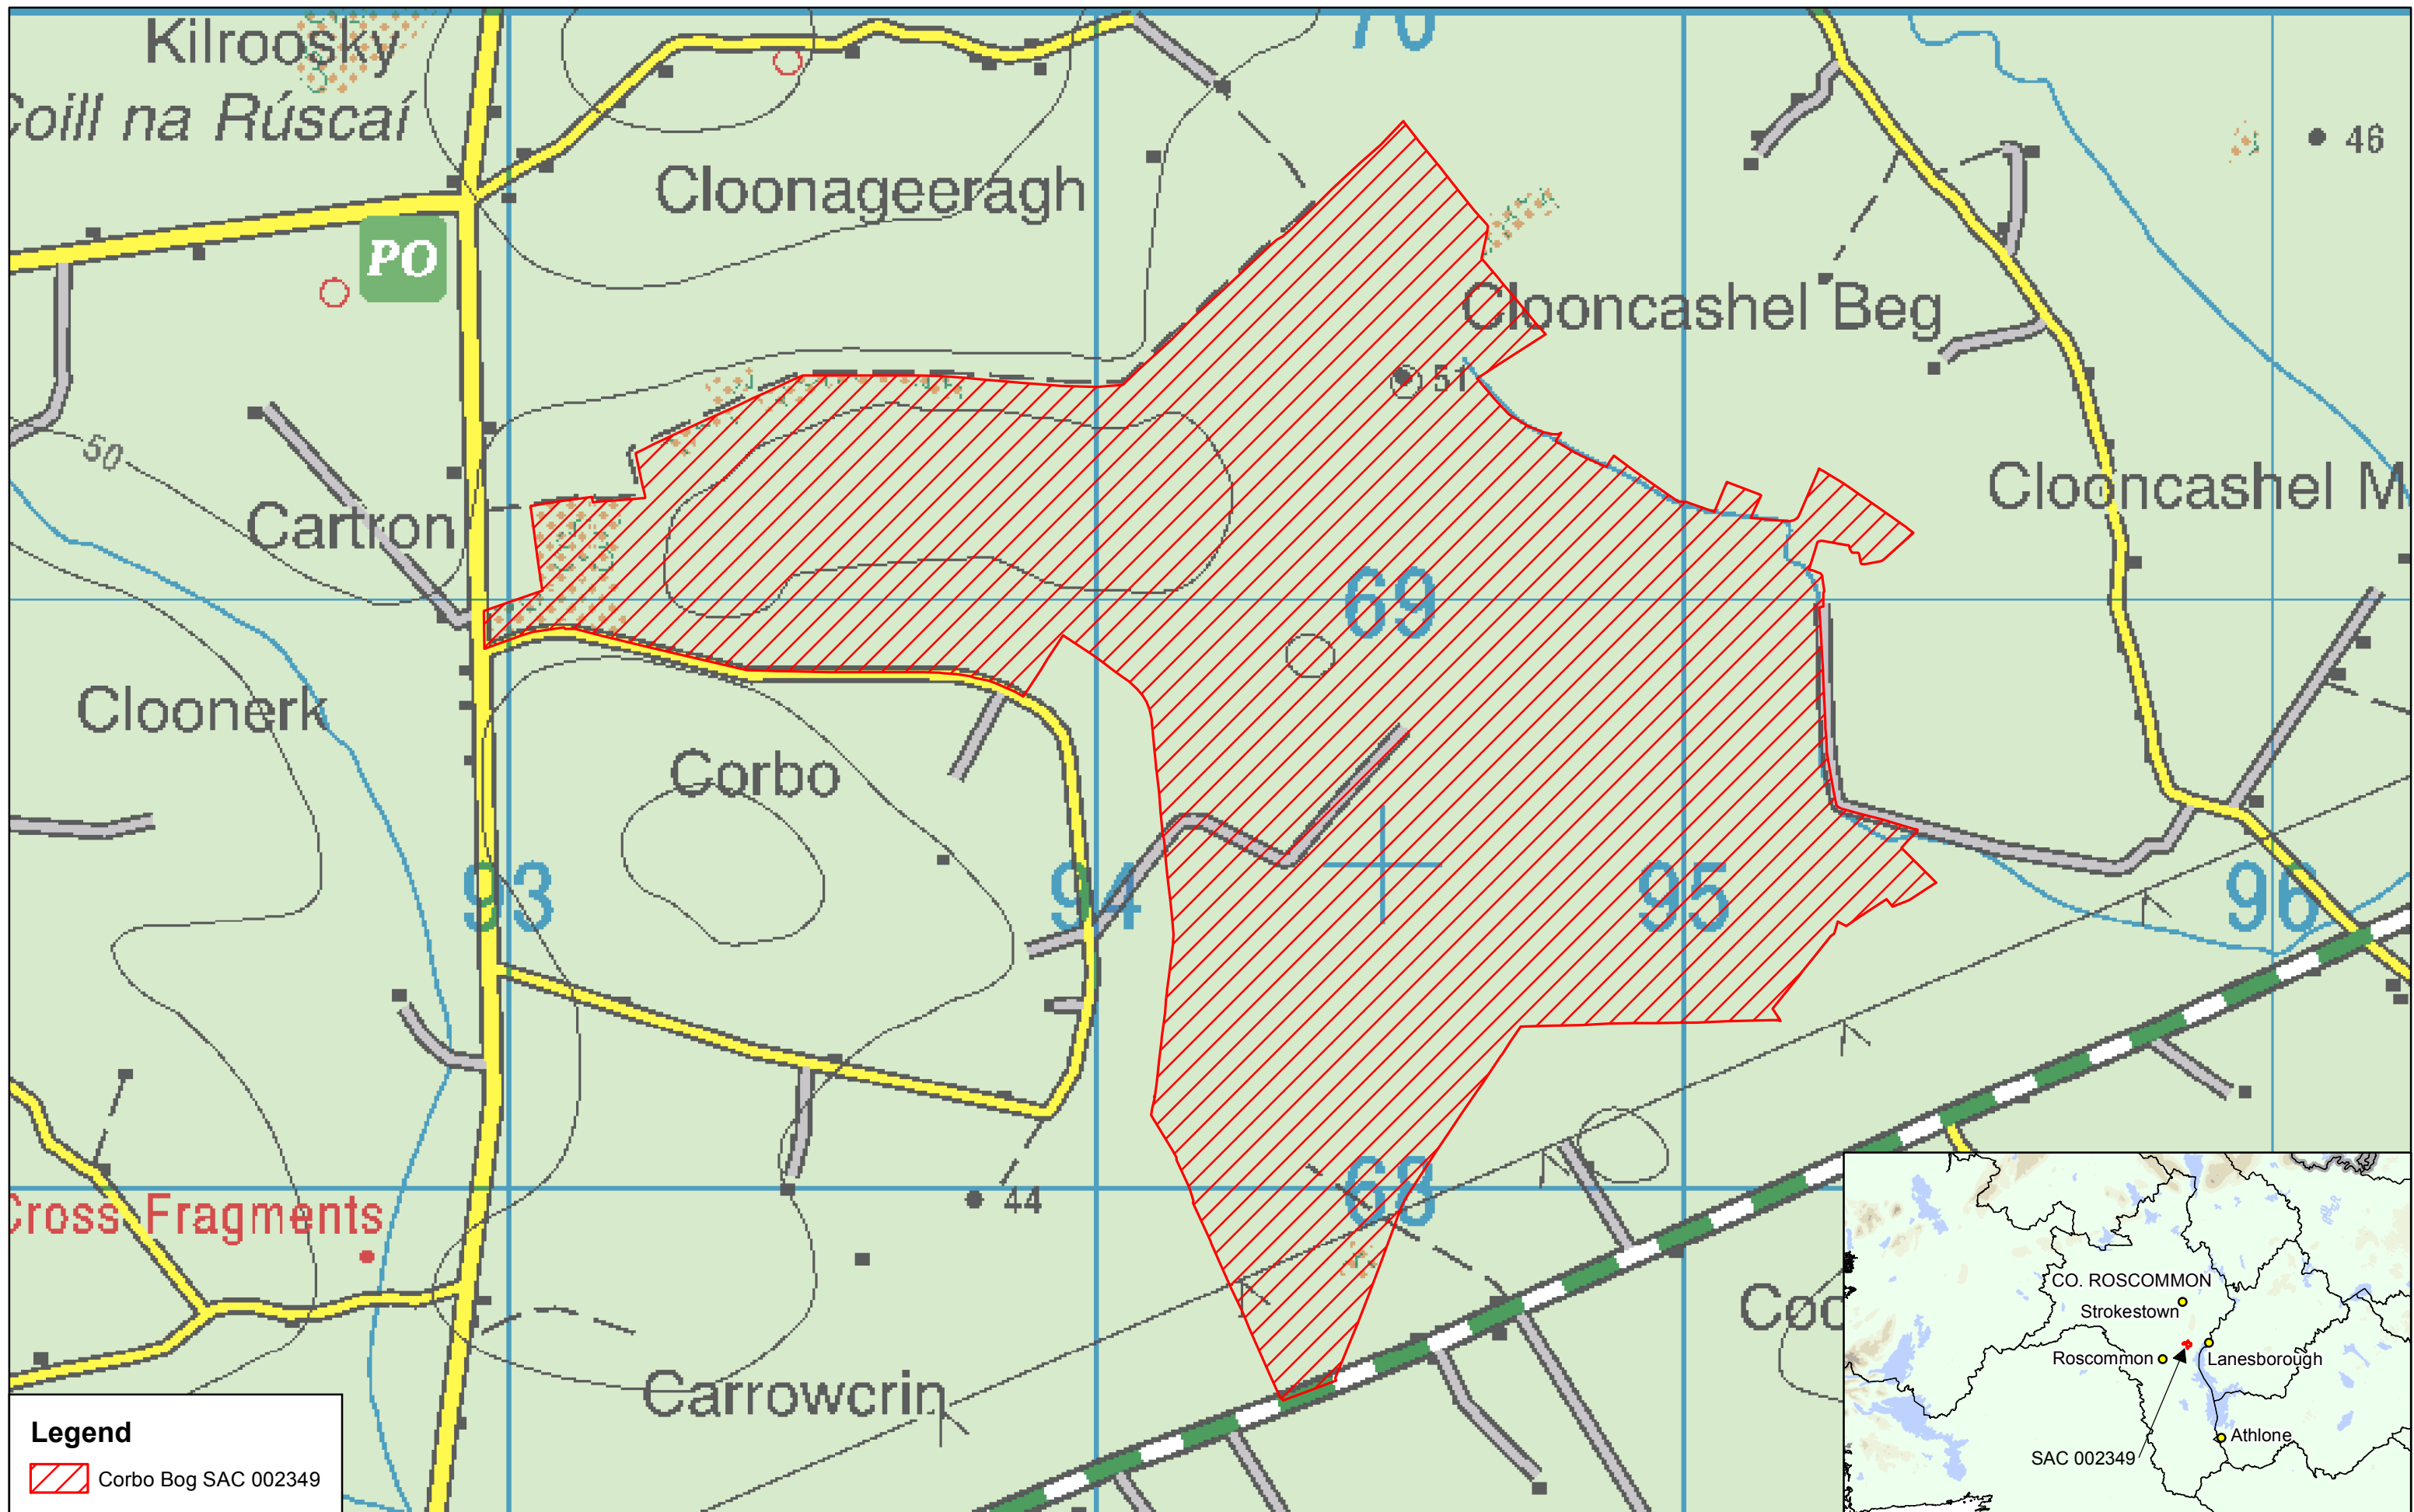 Kilroosky
Coill na Rúscaí
70
46
Cloonageeragh
PO
Clooncashel Beg
51
50
Cartron
Clooncashel M
69
Cloonerk
Corbo
93
94
95
96
68
44
Cross Fragments
Carrowcrin
Coo
Legend
Corbo Bog SAC 002349
CO. ROSCOMMON
Strokestown
Roscommon
Lanesborough
Athlone
SAC 002349